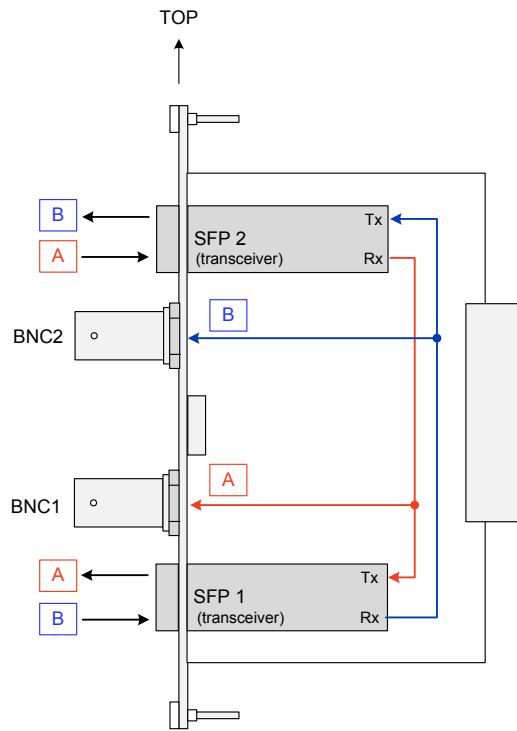 TOP
B
Tx
SFP 2
A
(transceiver)
Rx
B
BNC2
A
BNC1
A
Tx
SFP 1
B
(transceiver)
Rx